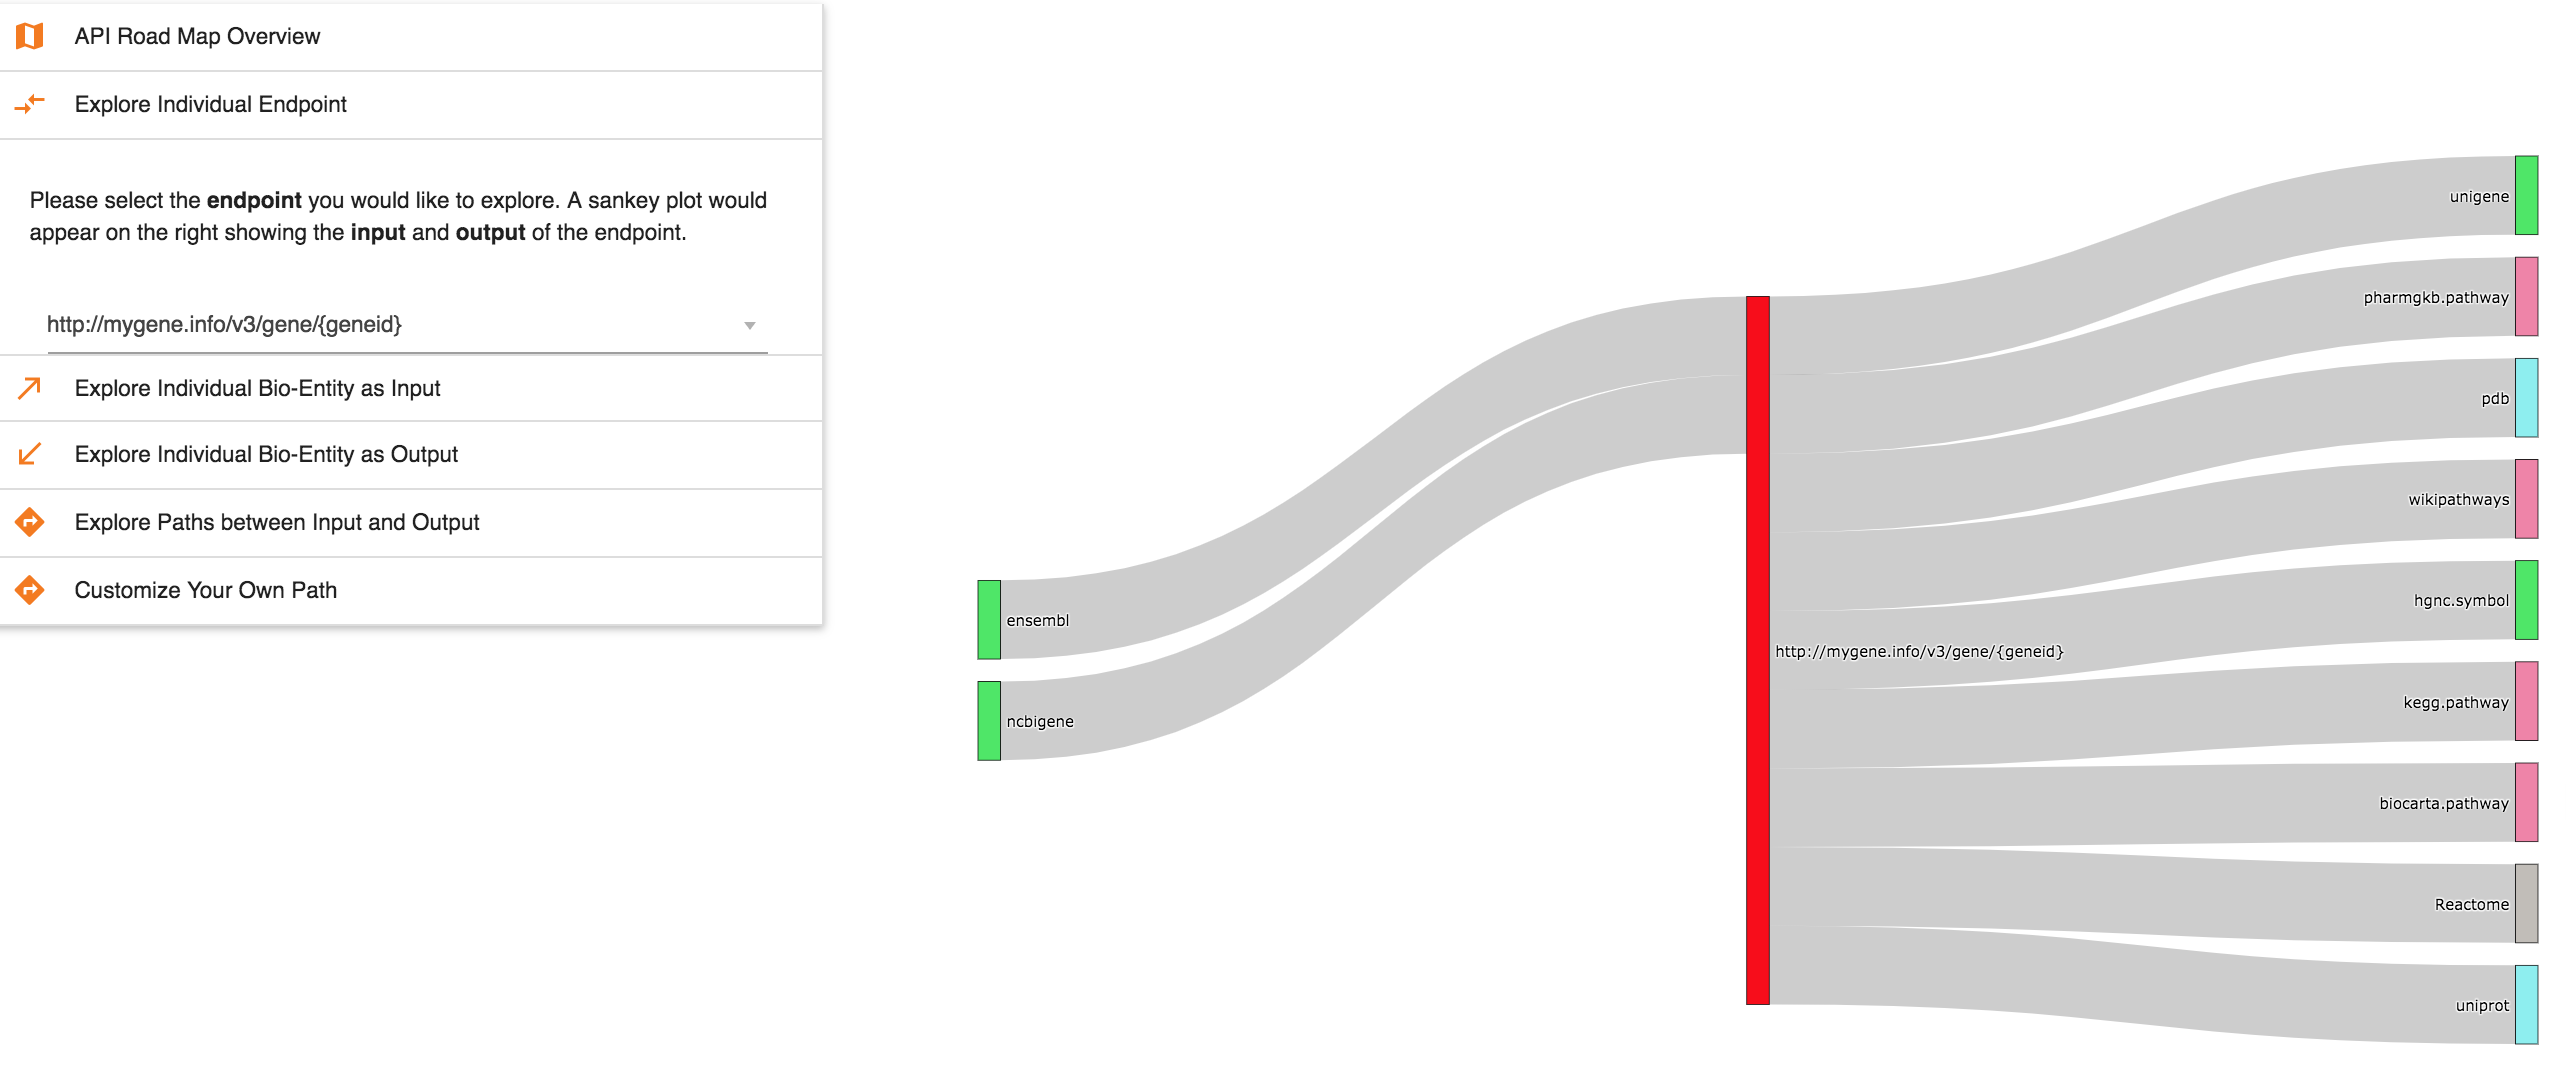 API Road Map Overview
Explore Individual Endpoint
Please select the endpoint you would like to explore. A sankey plot would
appear on the right showing the input and output of the endpoint.
http://mygene.info/v3/gene/{geneid}
Explore Individual Bio-Entity as Input
Explore Individual Bio-Entity as Output
Explore Paths between Input and Output
Customize Your Own Path
ensembl
ncbigene
http://mygene.info/v3/gene/{geneid}
unigene
pharmgkb.pathway
pdb
wikipathways
hgnc.symbol
kegg.pathway
biocarta.pathway
Reactome
uniprot